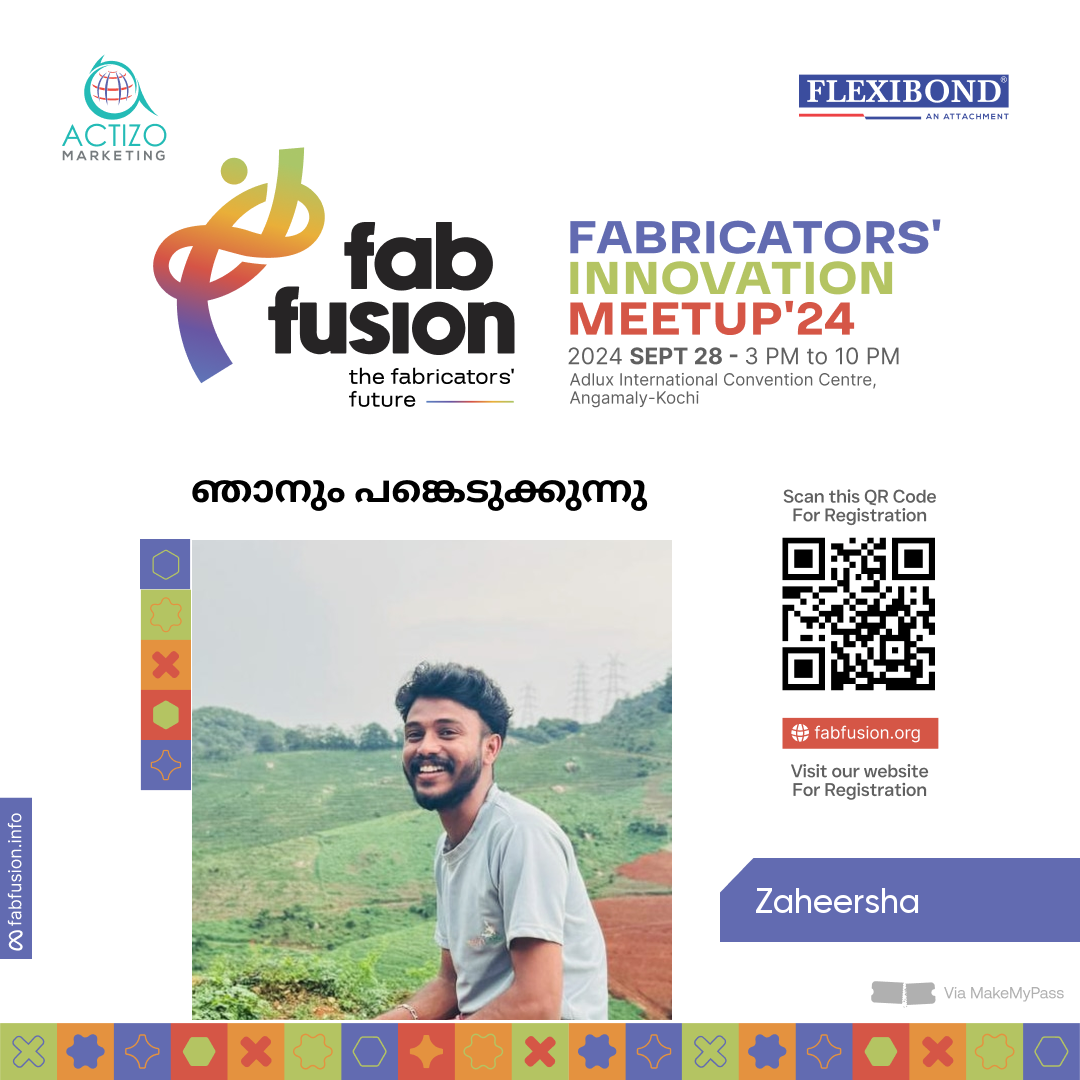 ACTIZO
MARKETING
FLEXIBOND®
AN ATTACHMENT
fab
fusion
the fabricators'
future
FABRICATORS'
INNOVATION
MEETUP'24
2024 SEPT 28 - 3 PM to 10 PM
Adlux International Convention Centre,
Angamaly-Kochi
ഞാനും പങ്കെടുക്കുന്നു
Scan this QR Code
For Registration
fabfusion.org
Visit our website
For Registration
fabfusion.info
Zaheersha
Via MakeMyPass